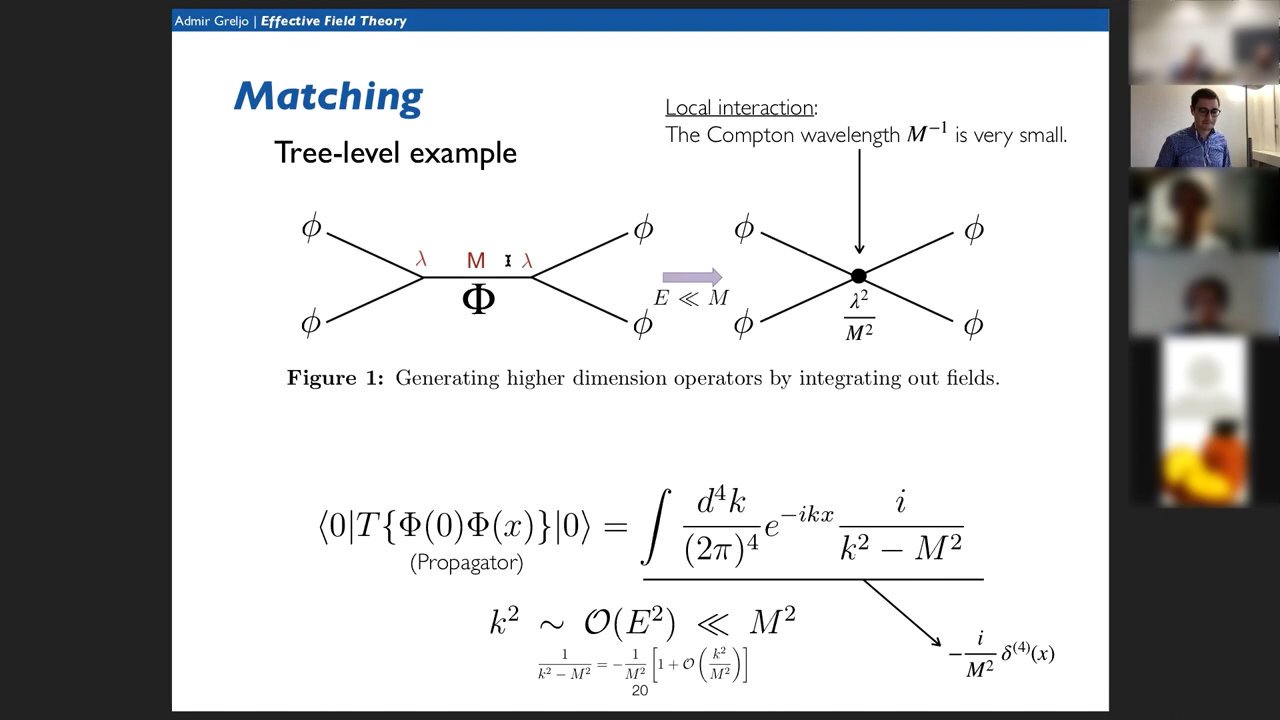 Admir Greljo | Effective Field Theory
Matching
Tree-level example
Local interaction:
The Compton wavelength M⁻¹ is very small.
ϕ ϕ ϕ ϕ
λ M λ
Φ
E ≪ M
λ²/M²
ϕ ϕ ϕ ϕ
Figure 1: Generating higher dimension operators by integrating out fields.
⟨0|T{Φ(0)Φ(x)}|0⟩ = ∫ d⁴k/(2π)⁴ e^{−ikx} i/(k² − M²)
(Propagator)
k² ∼ 𝒪(E²) ≪ M²
1/(k² − M²) = −1/M² [1 + 𝒪(k²/M²)]
−i/M² δ⁽⁴⁾(x)
20